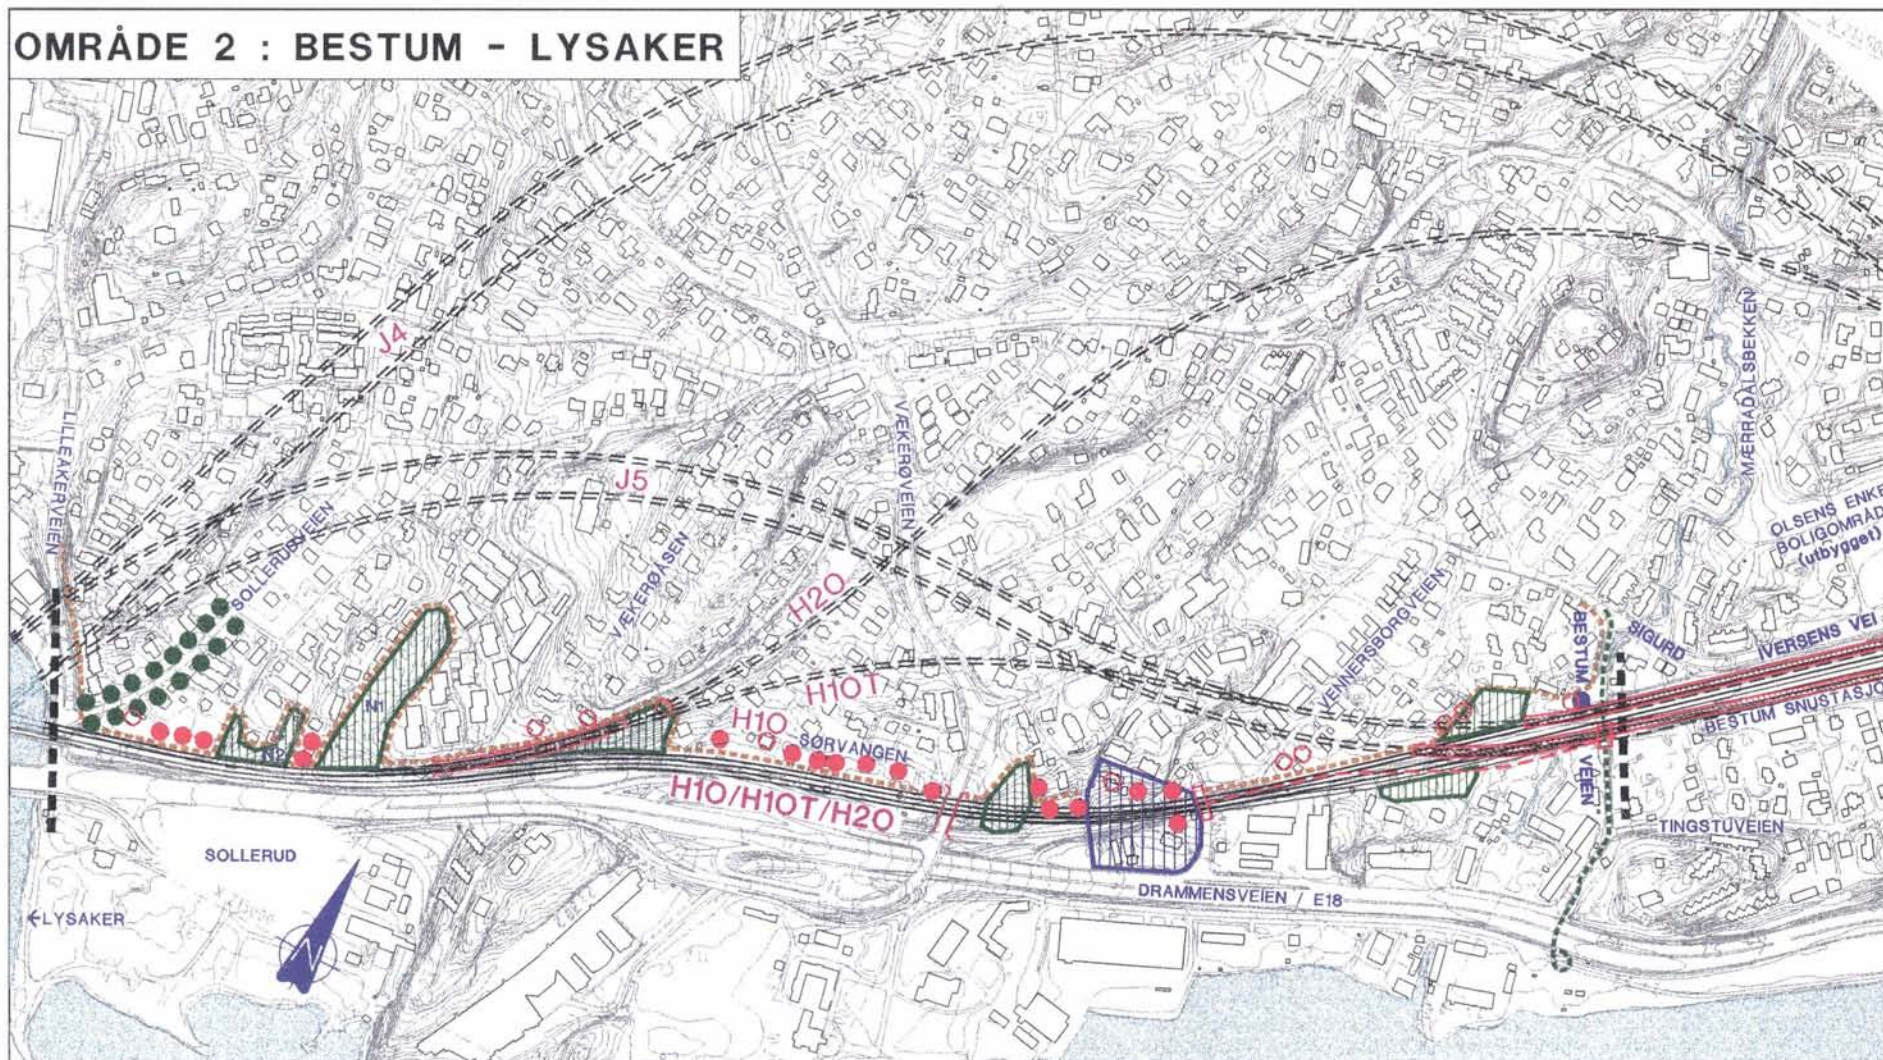 OMRÅDE 2 : BESTUM - LYSAKER
J4
LILLEAKERVEIEN
J5
VÆKERØVEIEN
MÆRRADALSBEKKEN
OLSENS ENKE
BOLIGOMRÅD
(utbygget)
SOLLERUDVEIEN
VÆKERØÅSEN
H2O
VENNERSBORGVEIEN
BESTUM
VEIEN
SIGURD
IVERSENS VEI
BESTUM SNUSTASJO
N1
N2
H1OT
H1O
SØRVANGEN
H1O/H1OT/H2O
TINGSTUVEIEN
SOLLERUD
DRAMMENSVEIEN / E18
←LYSAKER
N